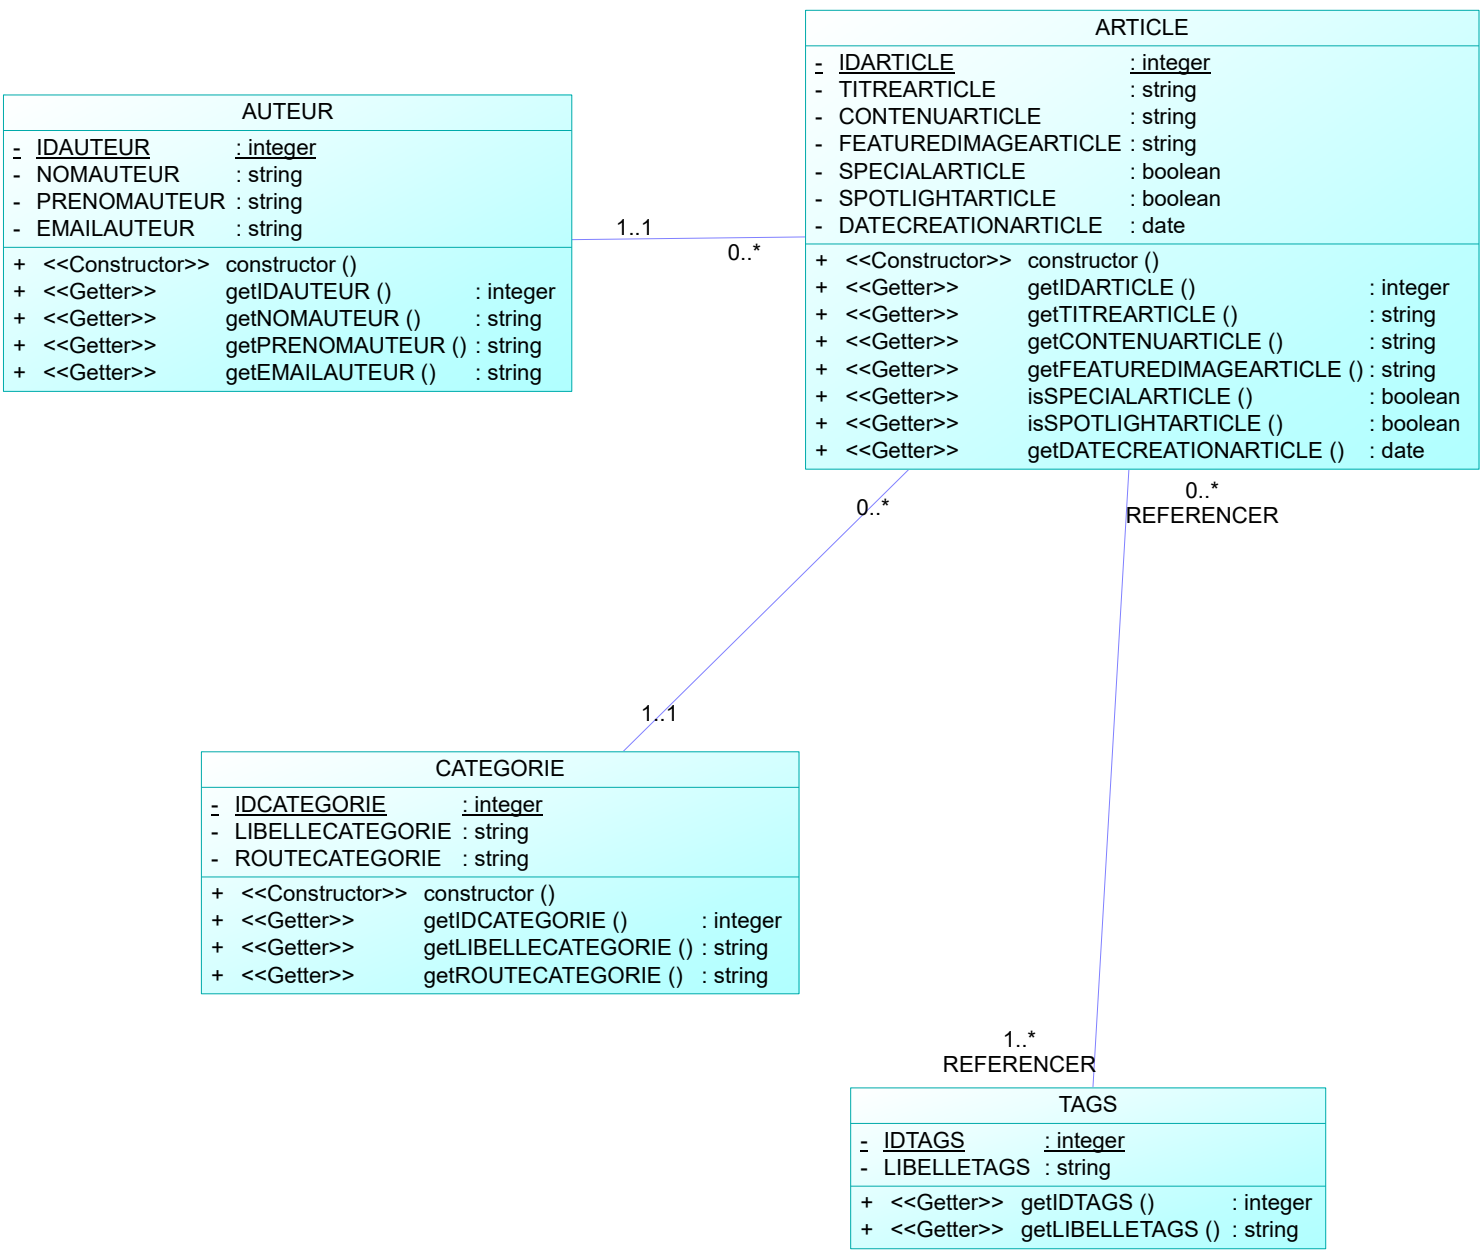 ARTICLE
- IDARTICLE : integer
- TITREARTICLE : string
- CONTENUARTICLE : string
- FEATUREDIMAGEARTICLE : string
- SPECIALARTICLE : boolean
- SPOTLIGHTARTICLE : boolean
- DATECREATIONARTICLE : date
+ <<Constructor>> constructor ()
+ <<Getter>> getIDARTICLE () : integer
+ <<Getter>> getTITREARTICLE () : string
+ <<Getter>> getCONTENUARTICLE () : string
+ <<Getter>> getFEATUREDIMAGEARTICLE () : string
+ <<Getter>> isSPECIALARTICLE () : boolean
+ <<Getter>> isSPOTLIGHTARTICLE () : boolean
+ <<Getter>> getDATECREATIONARTICLE () : date
AUTEUR
- IDAUTEUR : integer
- NOMAUTEUR : string
- PRENOMAUTEUR : string
- EMAILAUTEUR : string
+ <<Constructor>> constructor ()
+ <<Getter>> getIDAUTEUR () : integer
+ <<Getter>> getNOMAUTEUR () : string
+ <<Getter>> getPRENOMAUTEUR () : string
+ <<Getter>> getEMAILAUTEUR () : string
1..1
0..*
0..*
0..*
REFERENCER
1..1
CATEGORIE
- IDCATEGORIE : integer
- LIBELLECATEGORIE : string
- ROUTECATEGORIE : string
+ <<Constructor>> constructor ()
+ <<Getter>> getIDCATEGORIE () : integer
+ <<Getter>> getLIBELLECATEGORIE () : string
+ <<Getter>> getROUTECATEGORIE () : string
1..*
REFERENCER
TAGS
- IDTAGS : integer
- LIBELLETAGS : string
+ <<Getter>> getIDTAGS () : integer
+ <<Getter>> getLIBELLETAGS () : string